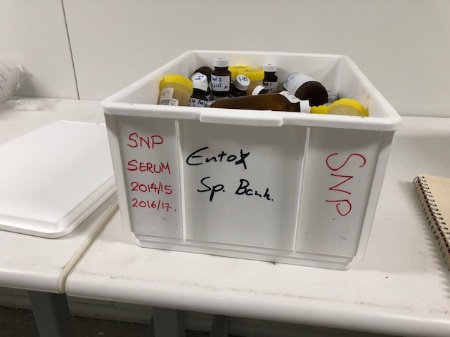 SNP
SERUM
2014/15
2016/17.
Entox
Sp. Bank.
SNP